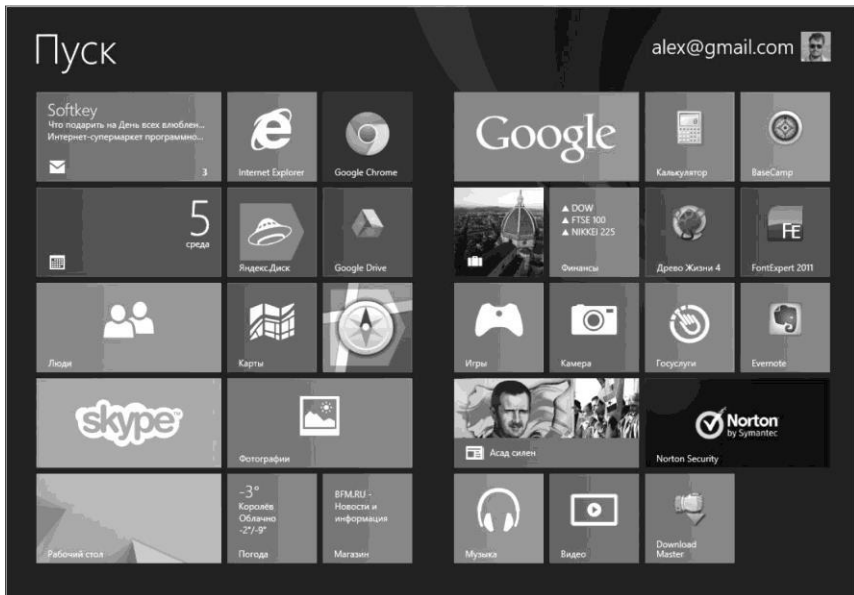 Пуск
alex@gmail.com
Softkey
Что подарить на День всех влюблен...
Интернет-супермаркет программно...
3
Internet Explorer
Google Chrome
Google
Калькулятор
BaseCamp
5
среда
Яндекс.Диск
Google Drive
▲ DOW
▲ FTSE 100
▲ NIKKEI 225
Финансы
Древо Жизни 4
FE
FontExpert 2011
Люди
Карты
Игры
Камера
Госуслуги
Evernote
skype
Фотографии
Асад силен
Norton
by Symantec
Norton Security
Рабочий стол
-3°
Королёв
Облачно
-2°/-9°
Погода
BFM.RU -
Новости и
информация
Магазин
Музыка
Видео
Download
Master